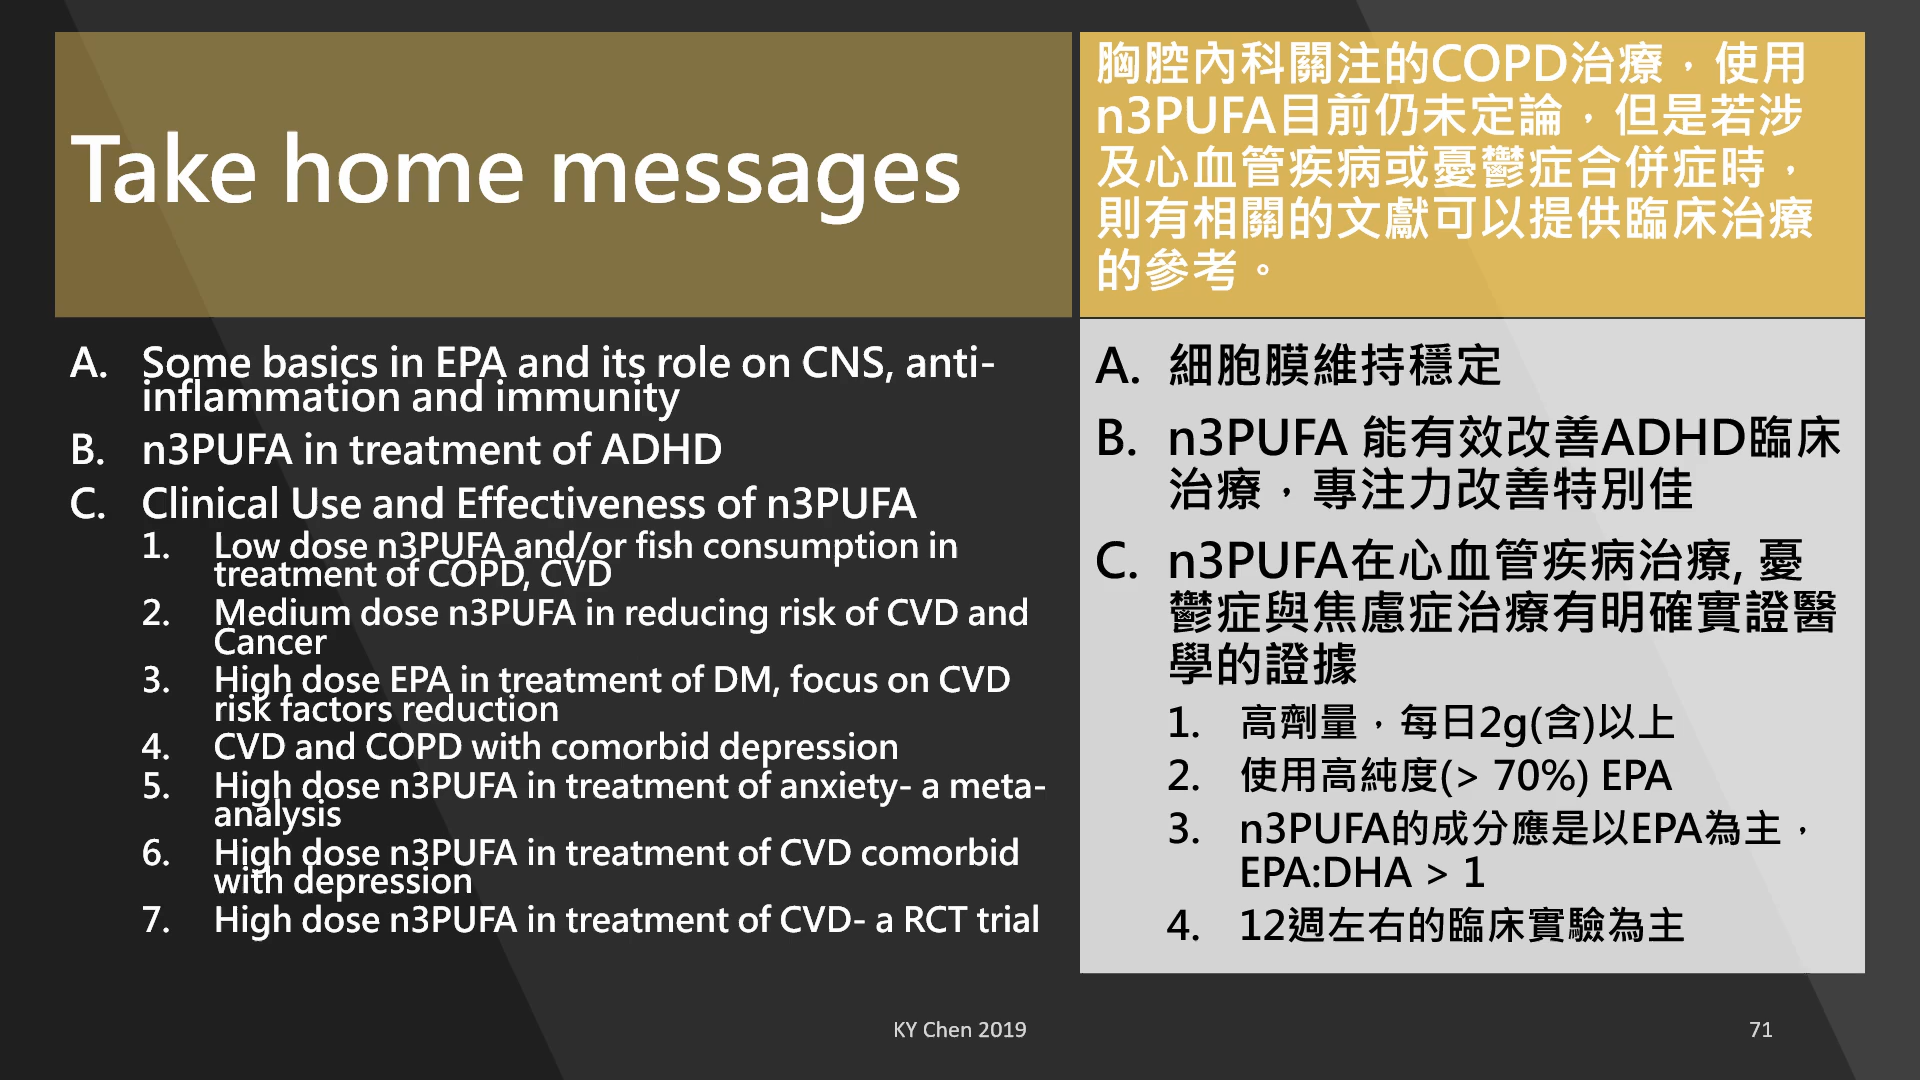 Take home messages
胸腔內科關注的COPD治療，使用
n3PUFA目前仍未定論，但是若涉
及心血管疾病或憂鬱症合併症時，
則有相關的文獻可以提供臨床治療
的參考。
A. Some basics in EPA and its role on CNS, anti-
inflammation and immunity
B. n3PUFA in treatment of ADHD
C. Clinical Use and Effectiveness of n3PUFA
1. Low dose n3PUFA and/or fish consumption in
treatment of COPD, CVD
2. Medium dose n3PUFA in reducing risk of CVD and
Cancer
3. High dose EPA in treatment of DM, focus on CVD
risk factors reduction
4. CVD and COPD with comorbid depression
5. High dose n3PUFA in treatment of anxiety- a meta-
analysis
6. High dose n3PUFA in treatment of CVD comorbid
with depression
7. High dose n3PUFA in treatment of CVD- a RCT trial
A. 細胞膜維持穩定
B. n3PUFA 能有效改善ADHD臨床
治療，專注力改善特別佳
C. n3PUFA在心血管疾病治療, 憂
鬱症與焦慮症治療有明確實證醫
學的證據
1. 高劑量，每日2g(含)以上
2. 使用高純度(> 70%) EPA
3. n3PUFA的成分應是以EPA為主，
EPA:DHA > 1
4. 12週左右的臨床實驗為主
KY Chen 2019
71